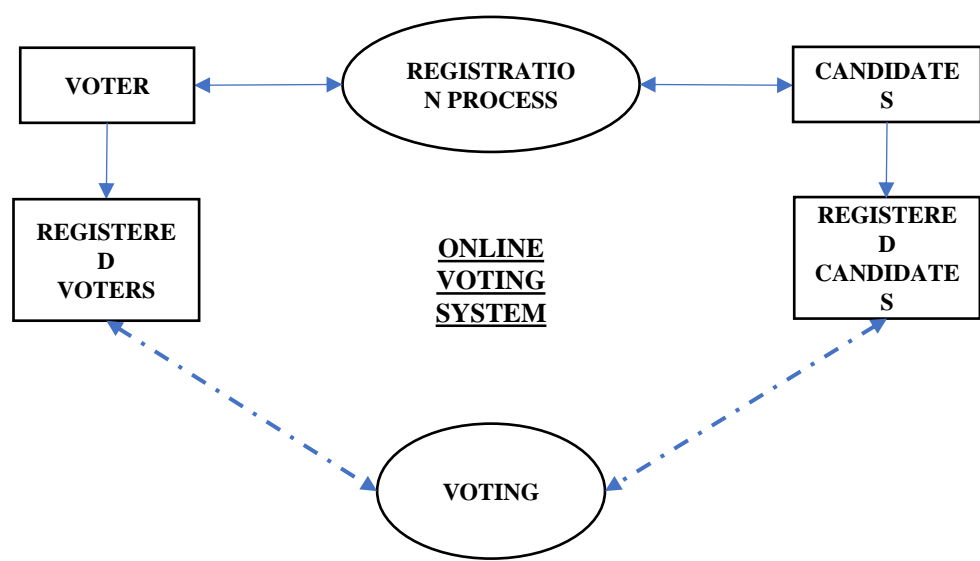 VOTER
REGISTRATIO
N PROCESS
CANDIDATE
S
REGISTERE
D
VOTERS
ONLINE
VOTING
SYSTEM
REGISTERE
D
CANDIDATE
S
VOTING